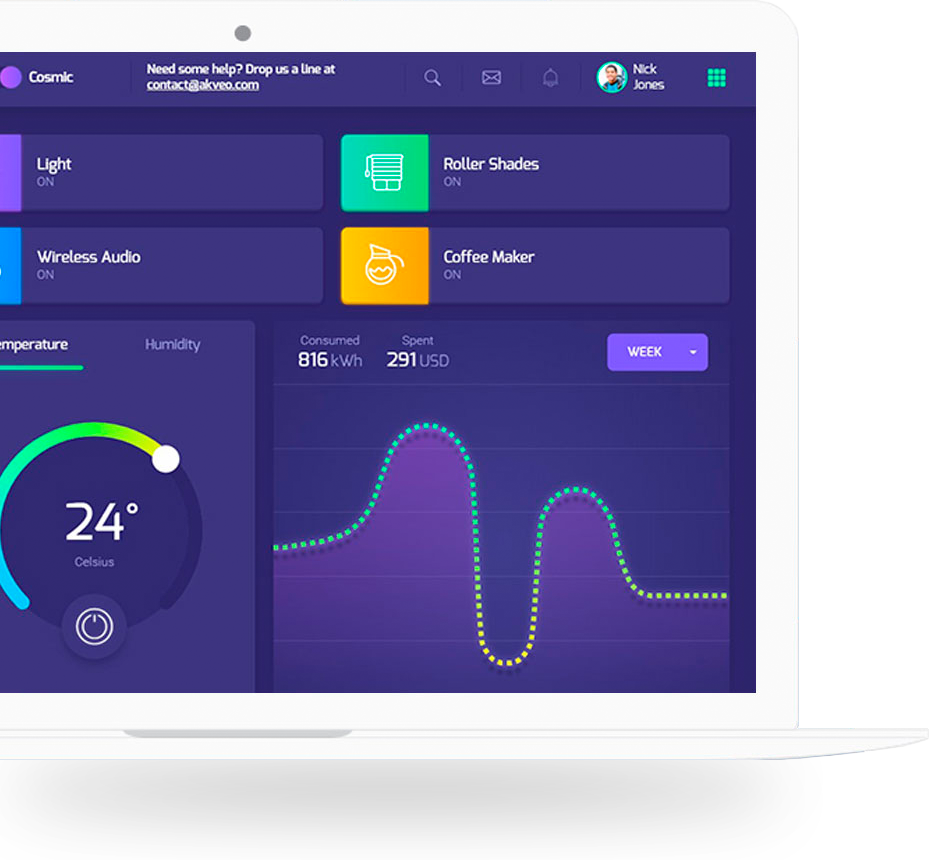 Cosmic
Need some help? Drop us a line at
contact@akveo.com
Nick
Jones
Light
ON
Roller Shades
ON
Wireless Audio
ON
Coffee Maker
ON
emperature
Humidity
Consumed
816 kWh
Spent
291 USD
WEEK
24°
Celsius